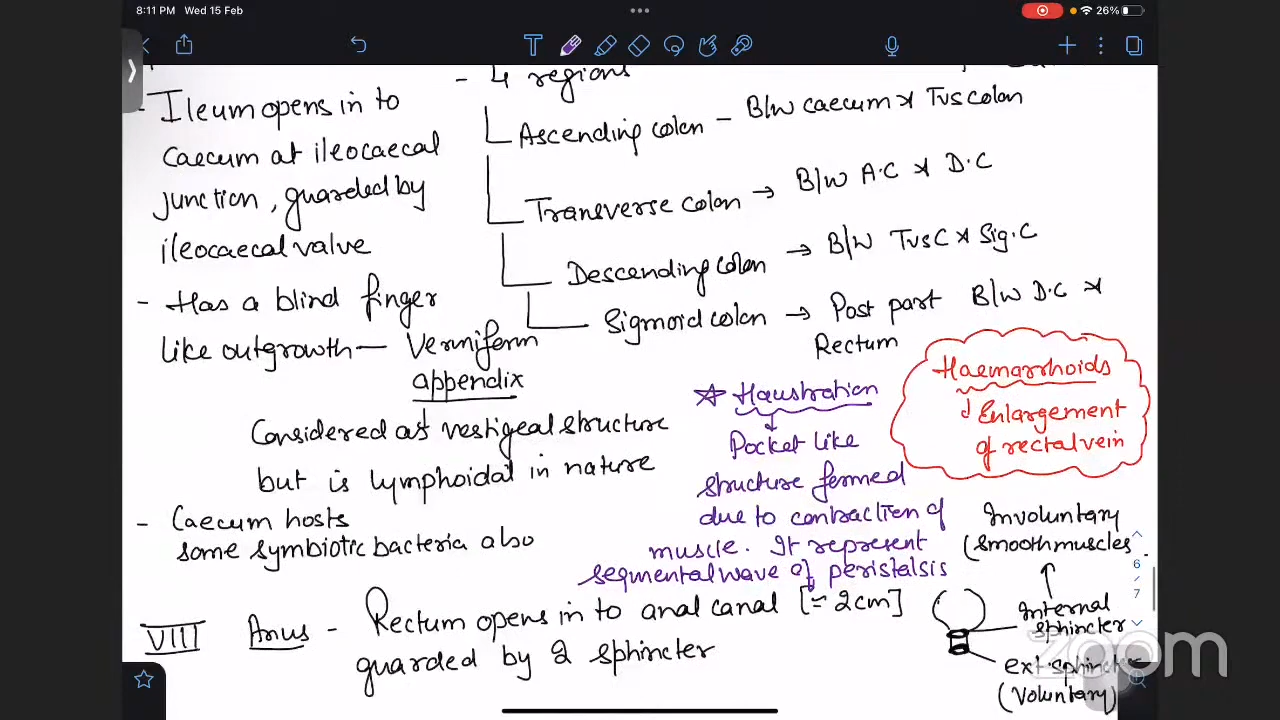 8:11 PM Wed 15 Feb
26%
- 4 regions
- Ileum opens in to
Caecum at ileocaecal
junction, guarded by
ileocaecal valve
- Has a blind finger
like outgrowth — Vermiform
appendix
Considered as vestigeal structure
but is lymphoidal in nature
- Caecum hosts
some symbiotic bacteria also
Ascending colon - B/W caecum & Tvs colon
Transverse colon → B/W A.C & D.C
Descending colon → B/W Tvs C & Sig.C
Sigmoid colon → Post part B/W D.C &
Rectum
Haemarrhoids
↓ Enlargement
of rectal vein
☆ Haustration
↓
Pocket like
structure formed
due to contraction of
muscle. It represent
segmental wave of peristalsis
VIII Anus - Rectum opens in to anal canal [≃ 2cm]
guarded by 2 sphincter
Involuntary
(smooth muscles
↑
Internal
sphincter
ext sphincter
(Voluntary)
6
/
7
zoom